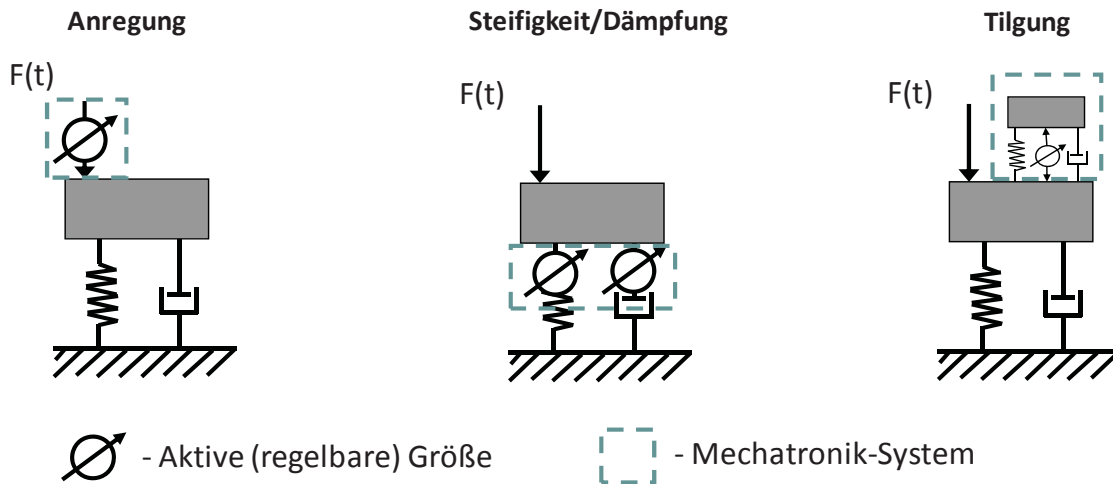 Anregung
Steifigkeit/Dämpfung
Tilgung
F(t)
F(t)
F(t)
- Aktive (regelbare) Größe
- Mechatronik-System